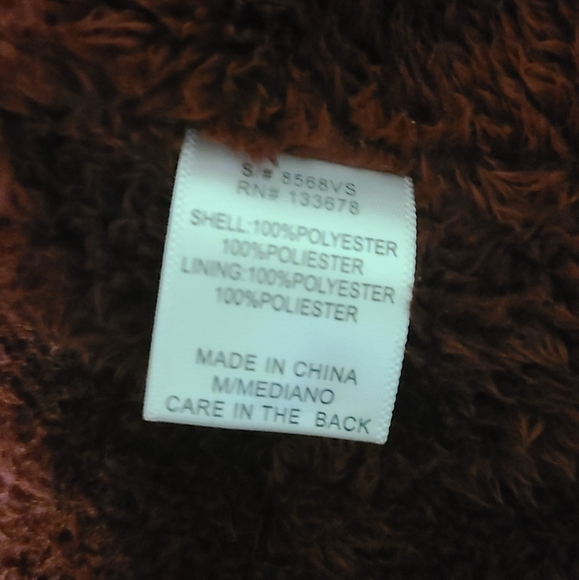 S/# 8568VS
RN# 133678
SHELL:100%POLYESTER
100%POLIESTER
LINING:100%POLYESTER
100%POLIESTER
MADE IN CHINA
M/MEDIANO
CARE IN THE BACK